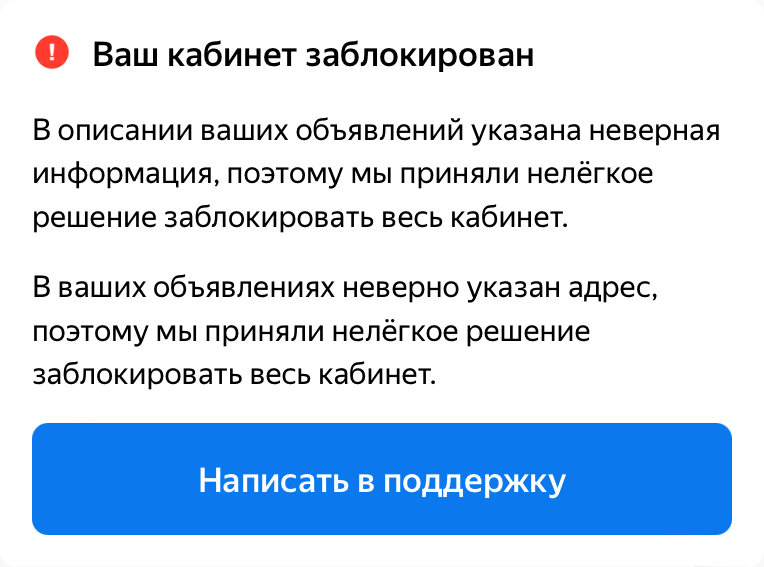 Ваш кабинет заблокирован
В описании ваших объявлений указана неверная
информация, поэтому мы приняли нелёгкое
решение заблокировать весь кабинет.
В ваших объявлениях неверно указан адрес,
поэтому мы приняли нелёгкое решение
заблокировать весь кабинет.
Написать в поддержку